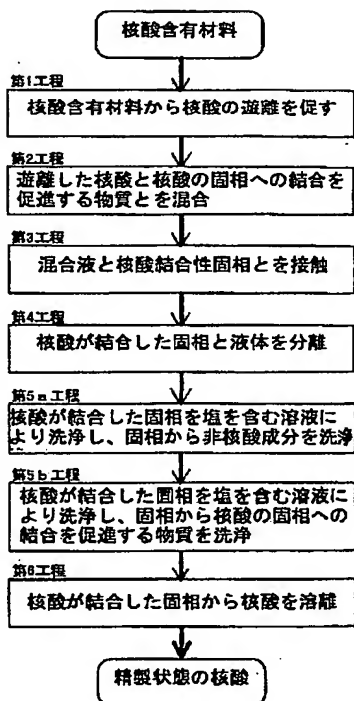 核酸含有材料
第1工程
核酸含有材料から核酸の遊離を促す
第2工程
遊離した核酸と核酸の固相への結合を
促進する物質とを混合
第3工程
混合液と核酸結合性固相とを接触
第4工程
核酸が結合した固相と液体を分離
第5a工程
核酸が結合した固相を塩を含む溶液に
より洗浄し、固相から非核酸成分を洗浄
第5b工程
核酸が結合した固相を塩を含む溶液に
より洗浄し、固相から核酸の固相への
結合を促進する物質を洗浄
第6工程
核酸が結合した固相から核酸を溶離
精製状態の核酸